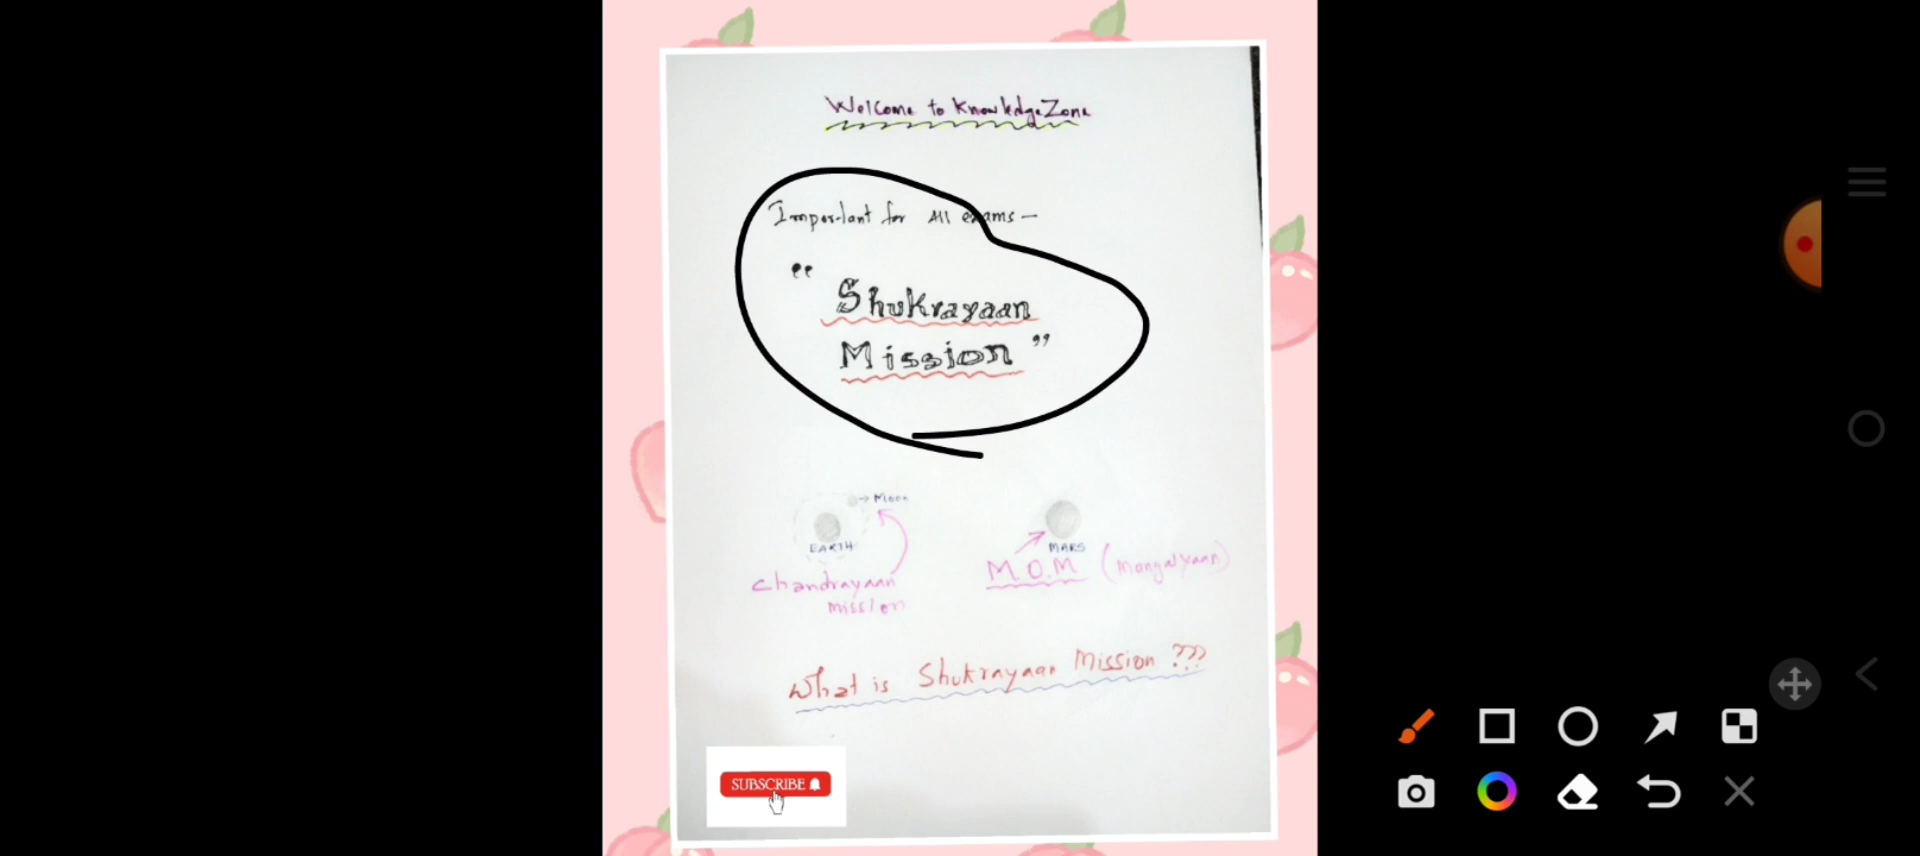 Welcome to KnowledgeZone
Important for All exams —
“ Shukrayaan
Mission ”
→ Moon
EARTH
MARS
Chandrayaan
mission
M.O.M (Mangalyaan)
What is Shukrayaan Mission ???
SUBSCRIBE